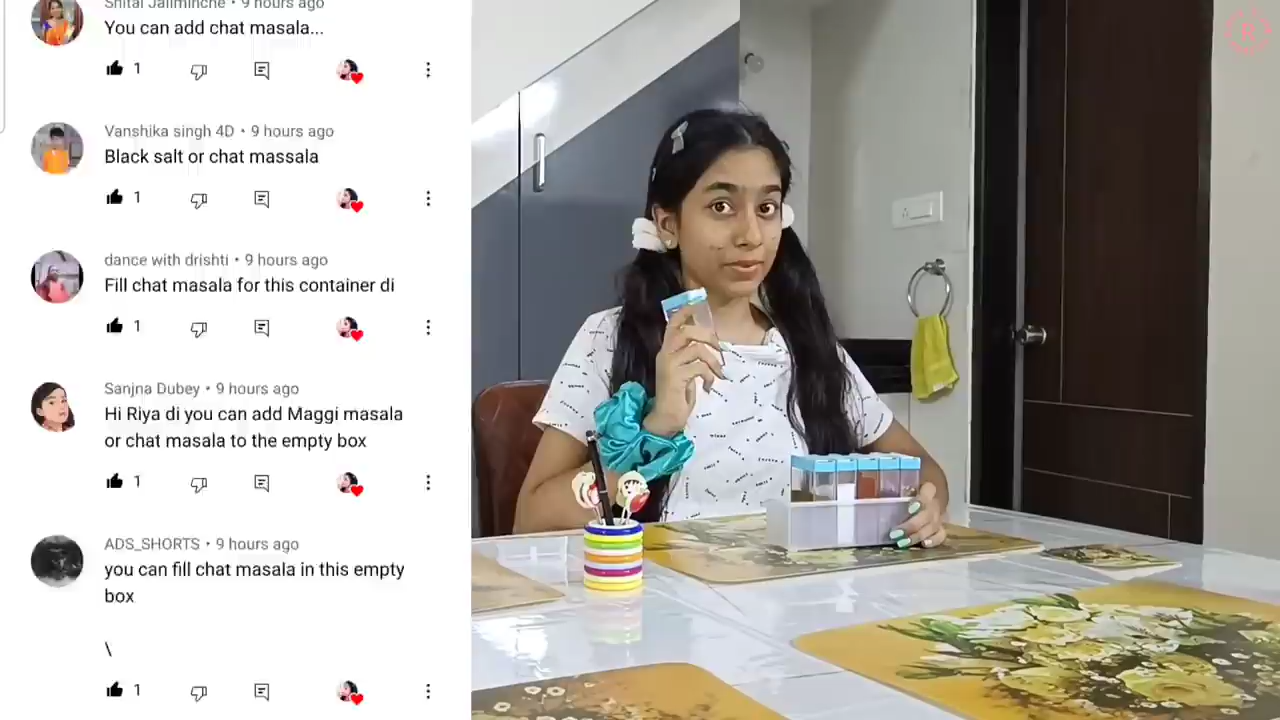 Shital Jaliminche • 9 hours ago
You can add chat masala...
1
Vanshika singh 4D • 9 hours ago
Black salt or chat massala
1
dance with drishti • 9 hours ago
Fill chat masala for this container di
1
Sanjna Dubey • 9 hours ago
Hi Riya di you can add Maggi masala
or chat masala to the empty box
1
ADS_SHORTS • 9 hours ago
you can fill chat masala in this empty
box
\
1
R